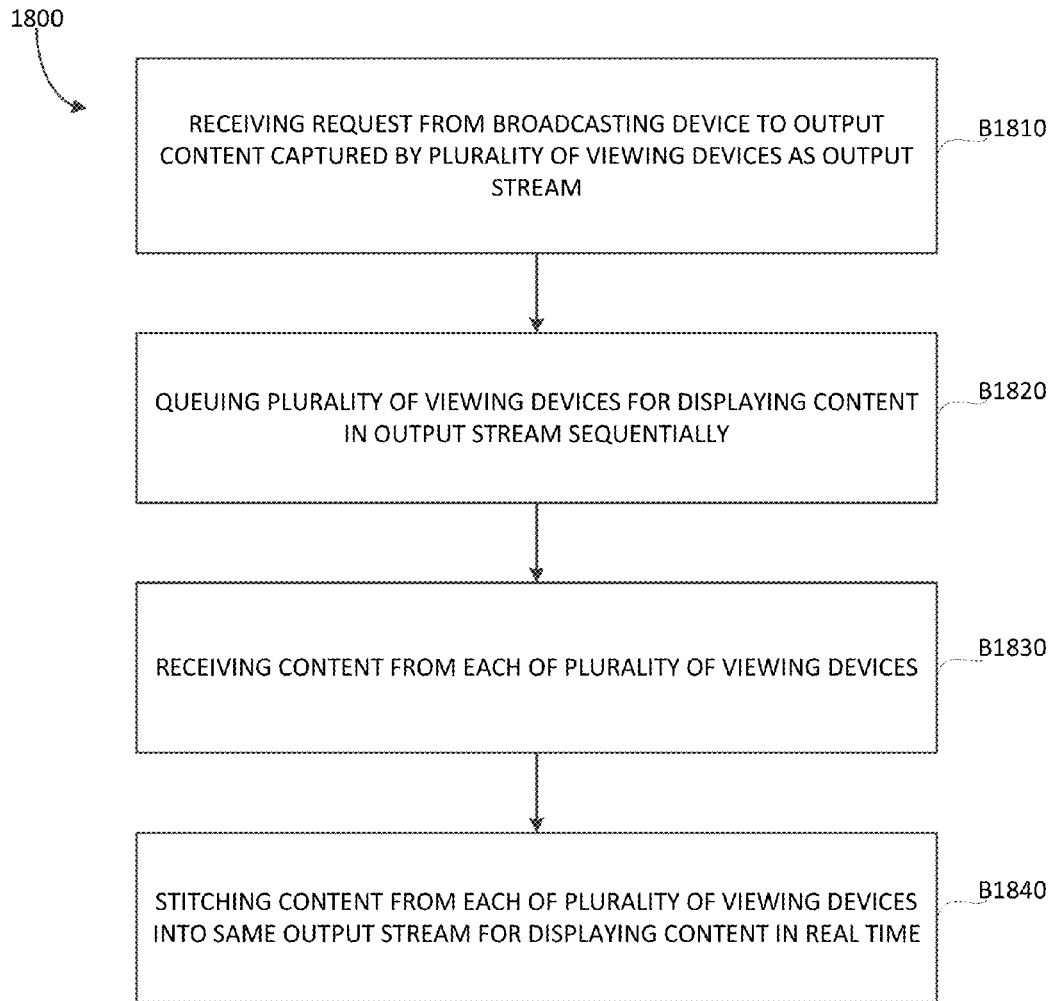 1800
RECEIVING REQUEST FROM BROADCASTING DEVICE TO OUTPUT
CONTENT CAPTURED BY PLURALITY OF VIEWING DEVICES AS OUTPUT
STREAM
B1810
QUEUING PLURALITY OF VIEWING DEVICES FOR DISPLAYING CONTENT
IN OUTPUT STREAM SEQUENTIALLY
B1820
RECEIVING CONTENT FROM EACH OF PLURALITY OF VIEWING DEVICES
B1830
STITCHING CONTENT FROM EACH OF PLURALITY OF VIEWING DEVICES
INTO SAME OUTPUT STREAM FOR DISPLAYING CONTENT IN REAL TIME
B1840